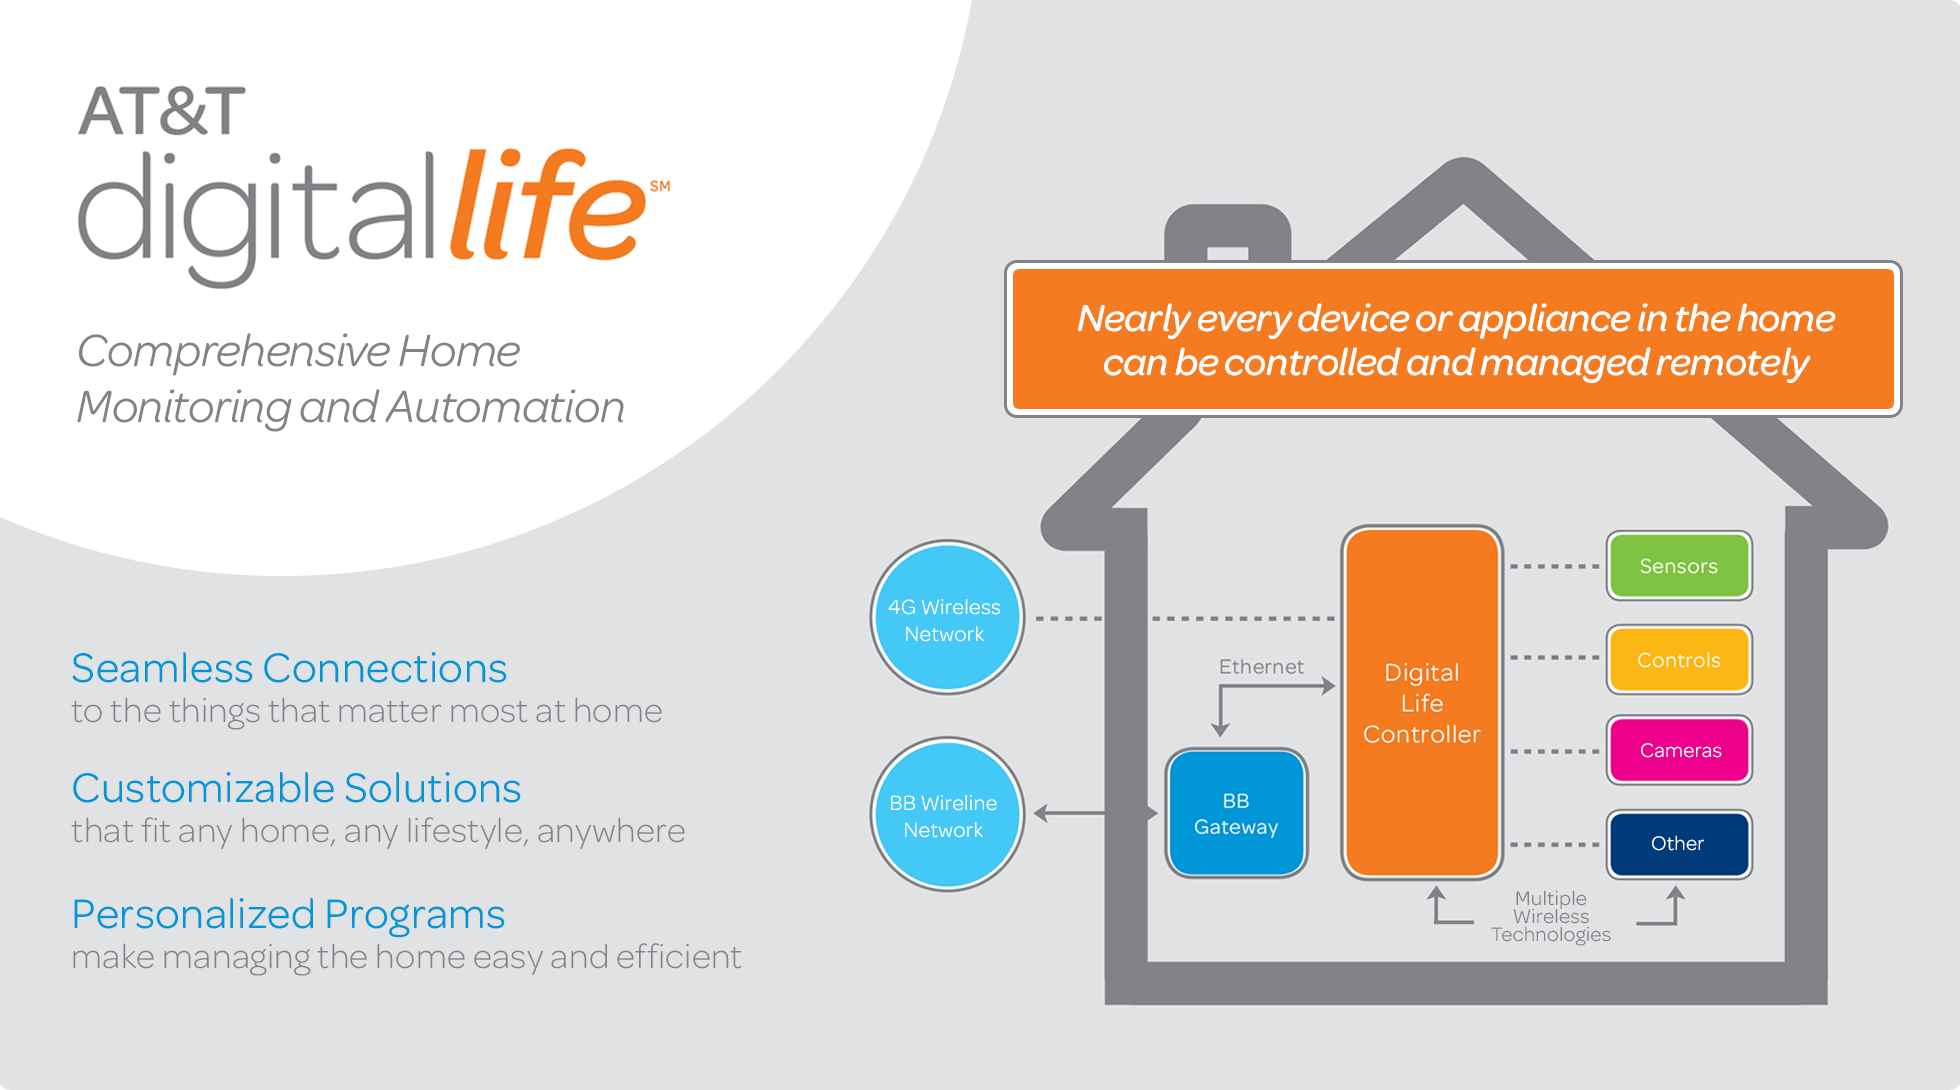 AT&T
digitallife SM
Comprehensive Home
Monitoring and Automation
Seamless Connections
to the things that matter most at home
Customizable Solutions
that fit any home, any lifestyle, anywhere
Personalized Programs
make managing the home easy and efficient
Nearly every device or appliance in the home
can be controlled and managed remotely
4G Wireless
Network
BB Wireline
Network
Ethernet
BB
Gateway
Digital
Life
Controller
Sensors
Controls
Cameras
Other
Multiple
Wireless
Technologies